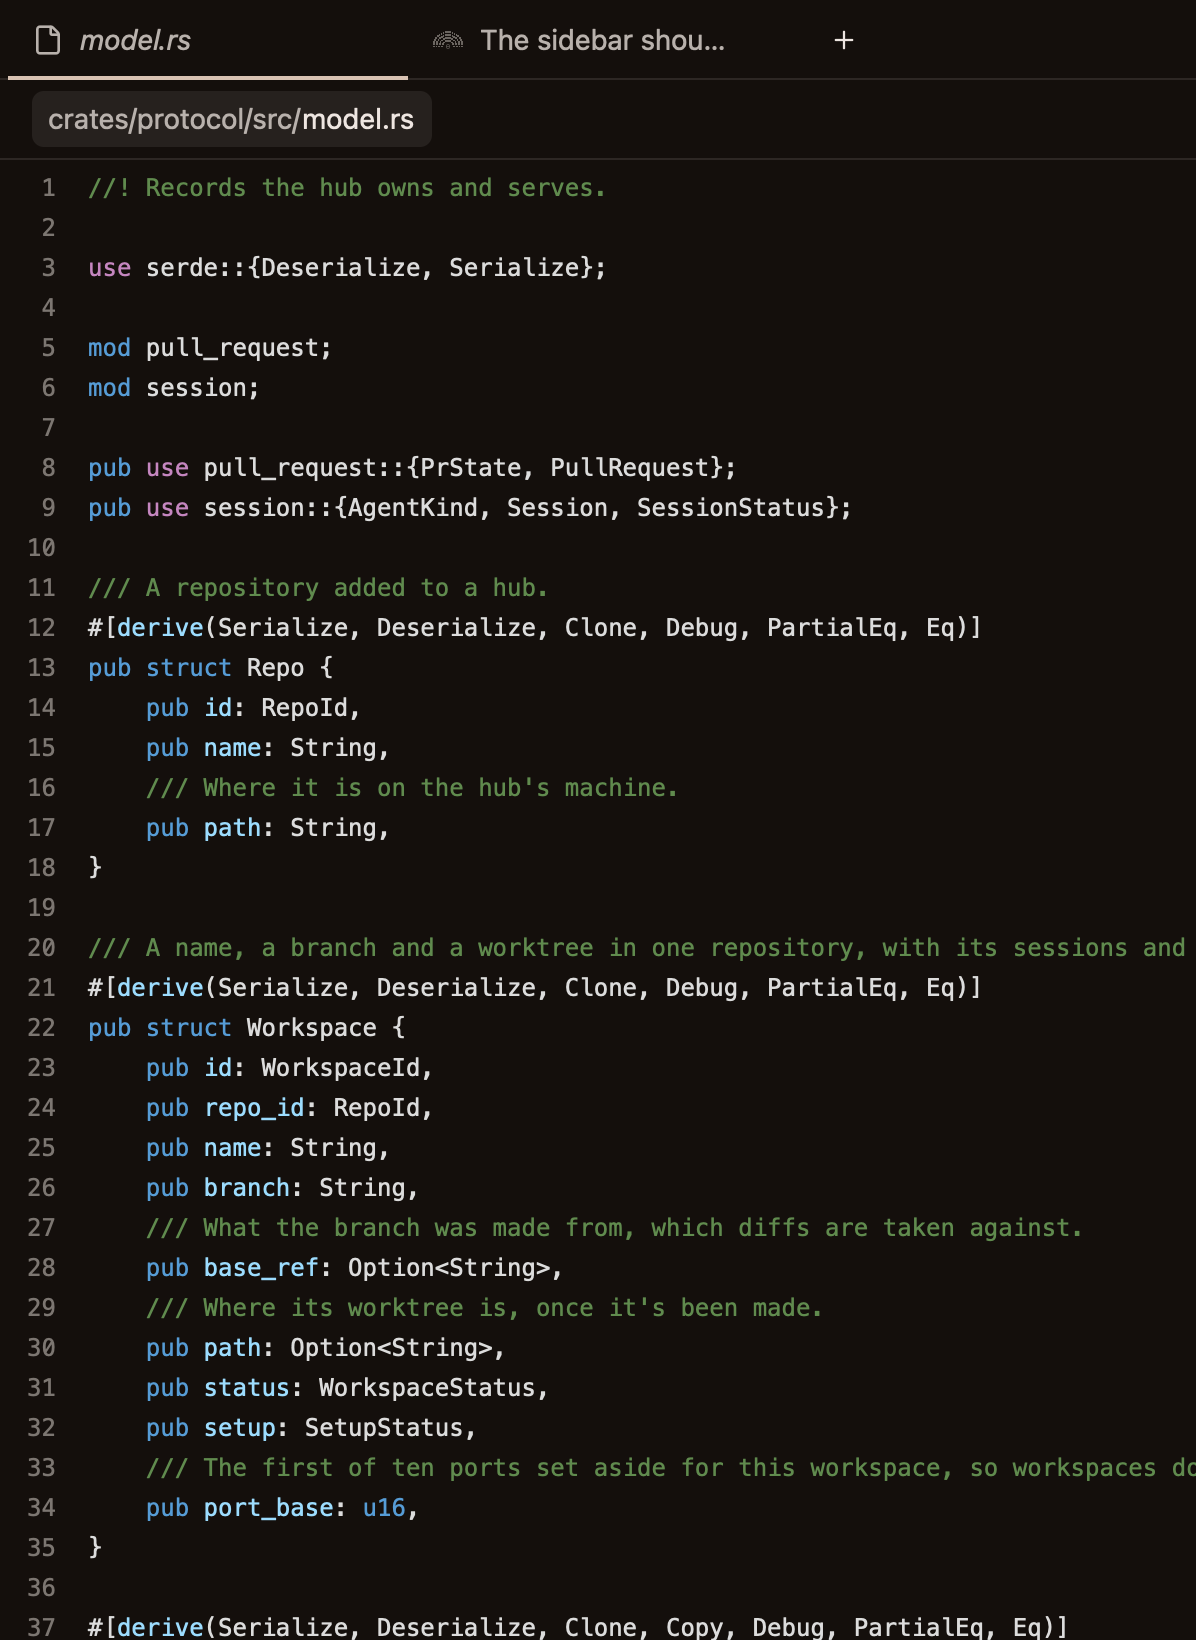 model.rs
The sidebar shou...
+
crates/protocol/src/model.rs
1 //! Records the hub owns and serves.
2
3 use serde::{Deserialize, Serialize};
4
5 mod pull_request;
6 mod session;
7
8 pub use pull_request::{PrState, PullRequest};
9 pub use session::{AgentKind, Session, SessionStatus};
10
11 /// A repository added to a hub.
12 #[derive(Serialize, Deserialize, Clone, Debug, PartialEq, Eq)]
13 pub struct Repo {
14     pub id: RepoId,
15     pub name: String,
16     /// Where it is on the hub's machine.
17     pub path: String,
18 }
19
20 /// A name, a branch and a worktree in one repository, with its sessions and
21 #[derive(Serialize, Deserialize, Clone, Debug, PartialEq, Eq)]
22 pub struct Workspace {
23     pub id: WorkspaceId,
24     pub repo_id: RepoId,
25     pub name: String,
26     pub branch: String,
27     /// What the branch was made from, which diffs are taken against.
28     pub base_ref: Option<String>,
29     /// Where its worktree is, once it's been made.
30     pub path: Option<String>,
31     pub status: WorkspaceStatus,
32     pub setup: SetupStatus,
33     /// The first of ten ports set aside for this workspace, so workspaces do
34     pub port_base: u16,
35 }
36
37 #[derive(Serialize, Deserialize, Clone, Copy, Debug, PartialEq, Eq)]